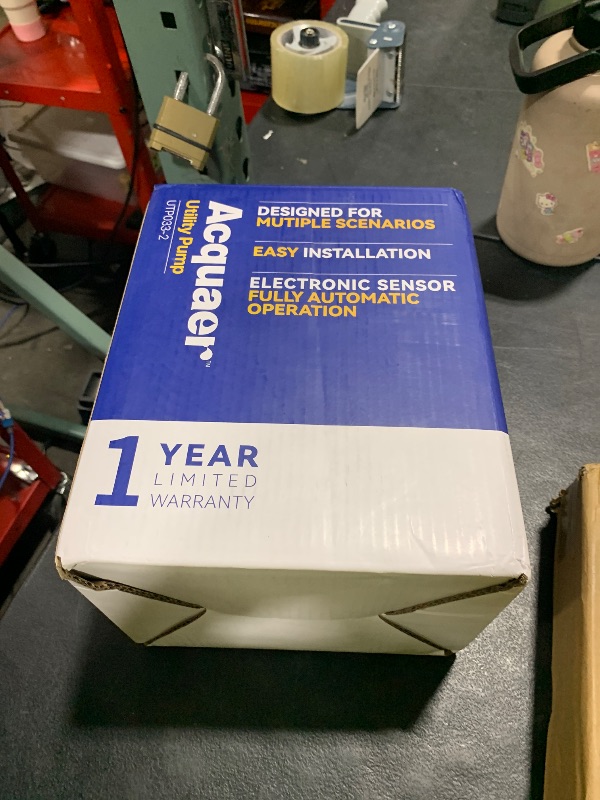 Acquaer™
Utility Pump
UTP033-2
DESIGNED FOR
MUTIPLE SCENARIOS
EASY INSTALLATION
ELECTRONIC SENSOR
FULLY AUTOMATIC
OPERATION
1 YEAR
LIMITED
WARRANTY